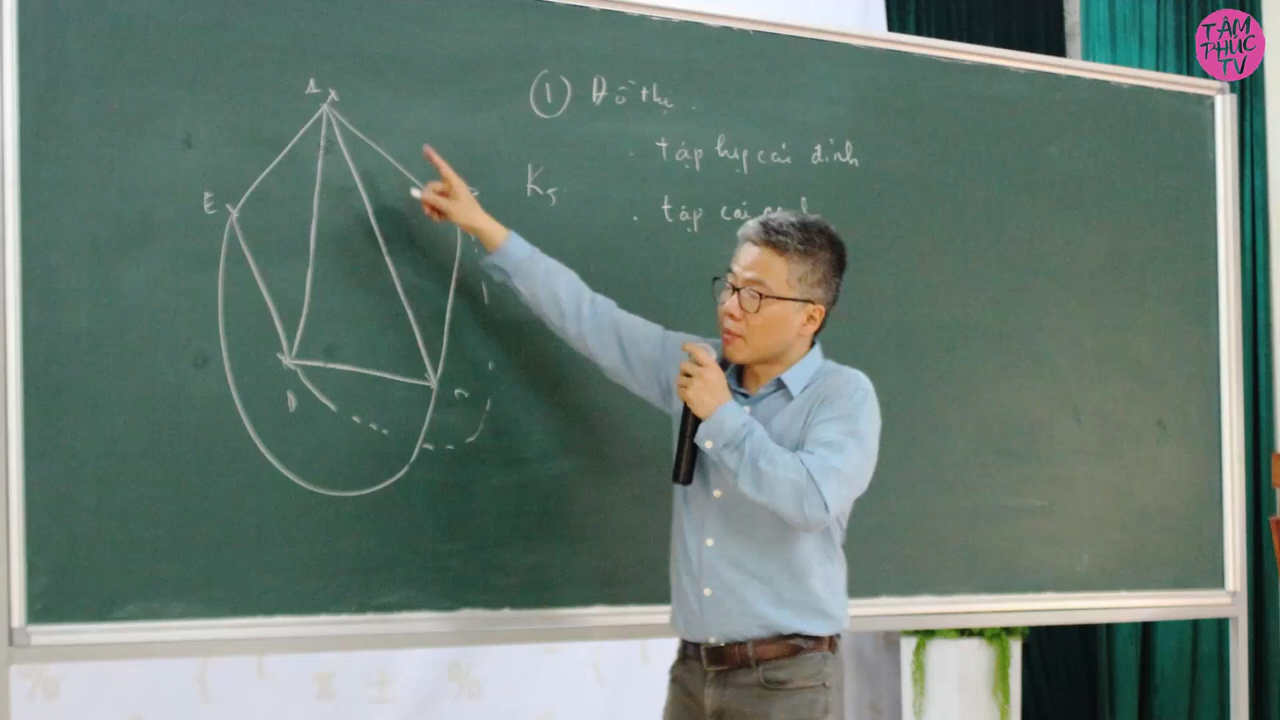 TÂM
PHÚC
TV
① Đồ thị.
. tập hợp các đỉnh
K₅
. tập các
A
E
D
C